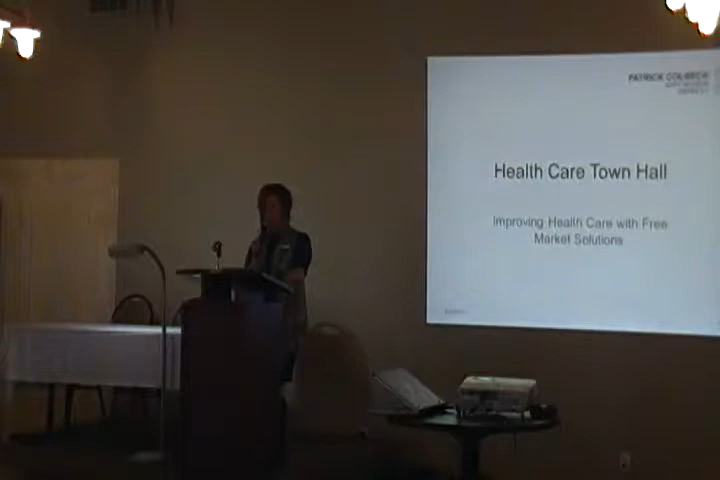 PATRICK COLBECK
Health Care Town Hall
Improving Health Care with Free
Market Solutions